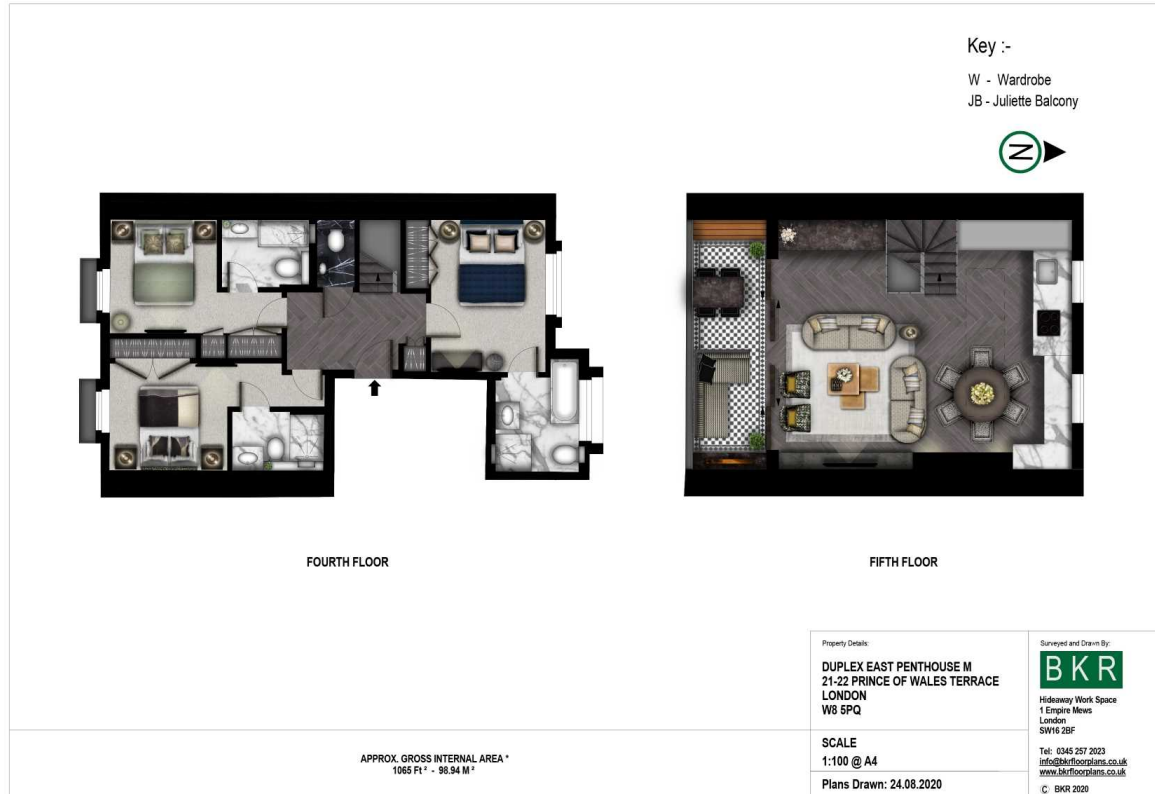 Key :-
W - Wardrobe
JB - Juliette Balcony
N
FOURTH FLOOR
FIFTH FLOOR
APPROX. GROSS INTERNAL AREA *
1065 Ft ² - 98.94 M ²
Property Details:
DUPLEX EAST PENTHOUSE M
21-22 PRINCE OF WALES TERRACE
LONDON
W8 5PQ
SCALE
1:100 @ A4
Plans Drawn: 24.08.2020
Surveyed and Drawn By:
BKR
Hideaway Work Space
1 Empire Mews
London
SW16 2BF
Tel: 0345 257 2023
info@bkrfloorplans.co.uk
www.bkrfloorplans.co.uk
© BKR 2020